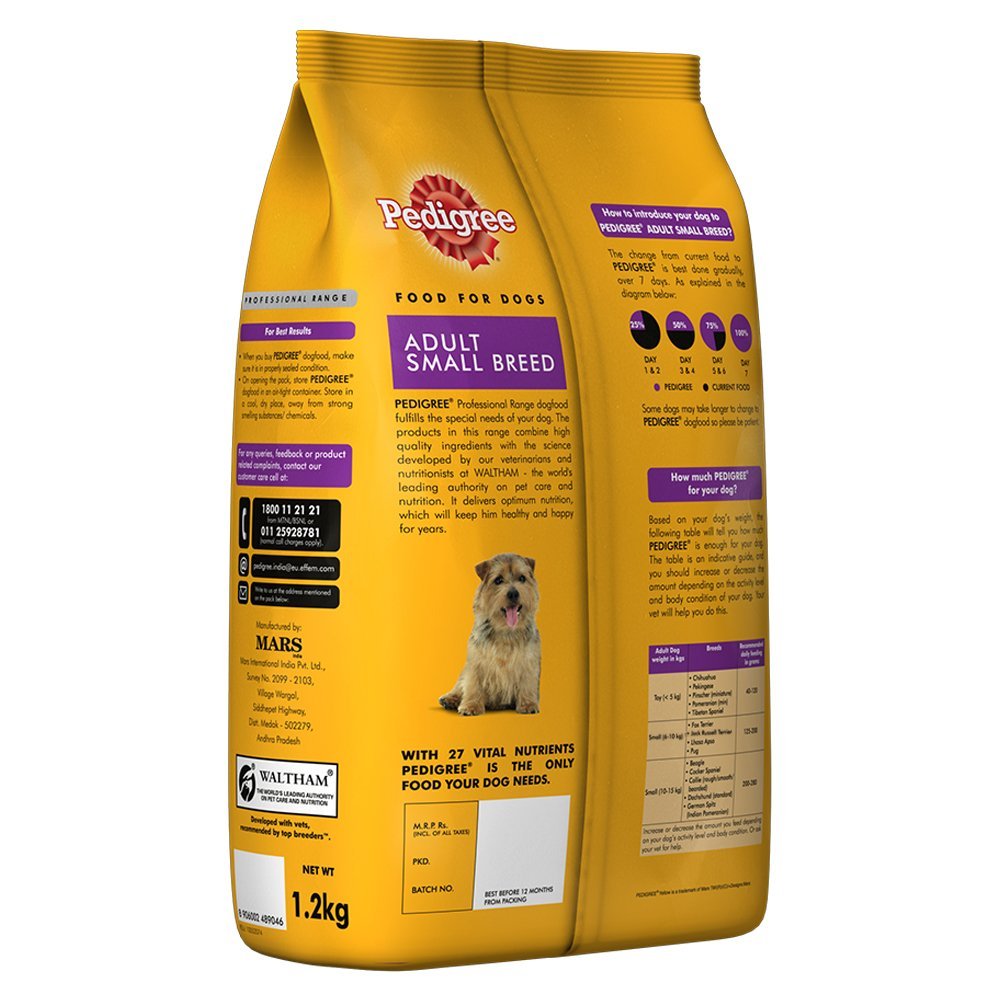 PROFESSIONAL RANGE
For Best Results
• When you buy PEDIGREE® dogfood, make
sure it is in properly sealed condition.
• On opening the pack, store PEDIGREE®
dogfood in an air-tight container. Store in
a cool, dry place, away from strong
smelling substances/ chemicals.
For any queries, feedback or product
related complaints, contact our
customer care cell at:
1800 11 21 21
from MTNL/BSNL or
011 25928781
(normal call charges apply).
pedigree.india@eu.effem.com
Write to us at the address mentioned
on the pack below:
Manufactured by:
MARS
india
Mars International India Pvt. Ltd.,
Survey No. 2099 - 2103,
Village Wargal,
Siddhepet Highway,
Dist. Medak - 502279,
Andhra Pradesh
WALTHAM®
THE WORLD'S LEADING AUTHORITY
ON PET CARE AND NUTRITION
Developed with vets,
recommended by top breeders™.
8 906002 489046
NET WT
1.2kg
Pedigree
FOOD FOR DOGS
ADULT
SMALL BREED
PEDIGREE® Professional Range dogfood
fulfills the special needs of your dog. The
products in this range combine high
quality ingredients with the science
developed by our veterinarians and
nutritionists at WALTHAM - the world's
leading authority on pet care and
nutrition. It delivers optimum nutrition,
which will keep him healthy and happy
for years.
WITH 27 VITAL NUTRIENTS
PEDIGREE® IS THE ONLY
FOOD YOUR DOG NEEDS.
M.R.P. Rs.
(INCL. OF ALL TAXES)
PKD.
BATCH NO.
BEST BEFORE 12 MONTHS
FROM PACKING
How to introduce your dog to
PEDIGREE® ADULT SMALL BREED?
The change from current food to
PEDIGREE® is best done gradually,
over 7 days. As explained in the
diagram below:
25% 50% 75% 100%
DAY DAY DAY DAY
1 & 2 3 & 4 5 & 6 7
PEDIGREE CURRENT FOOD
Some dogs may take longer to change to
PEDIGREE® dogfood so please be patient.
How much PEDIGREE®
for your dog?
Based on your dog's weight, the
following table will tell you how much
PEDIGREE® is enough for your dog.
The table is an indicative guide, and
you should increase or decrease the
amount depending on the activity level
and body condition of your dog. Your
vet will help you do this.
Adult Dog
weight in kgs
Breeds
Recommended
daily feeding
in grams
Toy (< 5 kg)
• Chihuahua
• Pekingese
• Pinscher (miniature)
• Pomeranian (min)
• Tibetan Spaniel
40-120
Small (6-10 kg)
• Fox Terrier
• Jack Russell Terrier
• Lhasa Apso
• Pug
125-200
Small (10-15 kg)
• Beagle
• Cocker Spaniel
• Collie (rough/smooth/
bearded)
• Dachshund (standard)
• German Spitz
(Indian Pomeranian)
200-280
Increase or decrease the amount you feed depending
on your dog's activity level and body condition. Or ask
your vet for help.